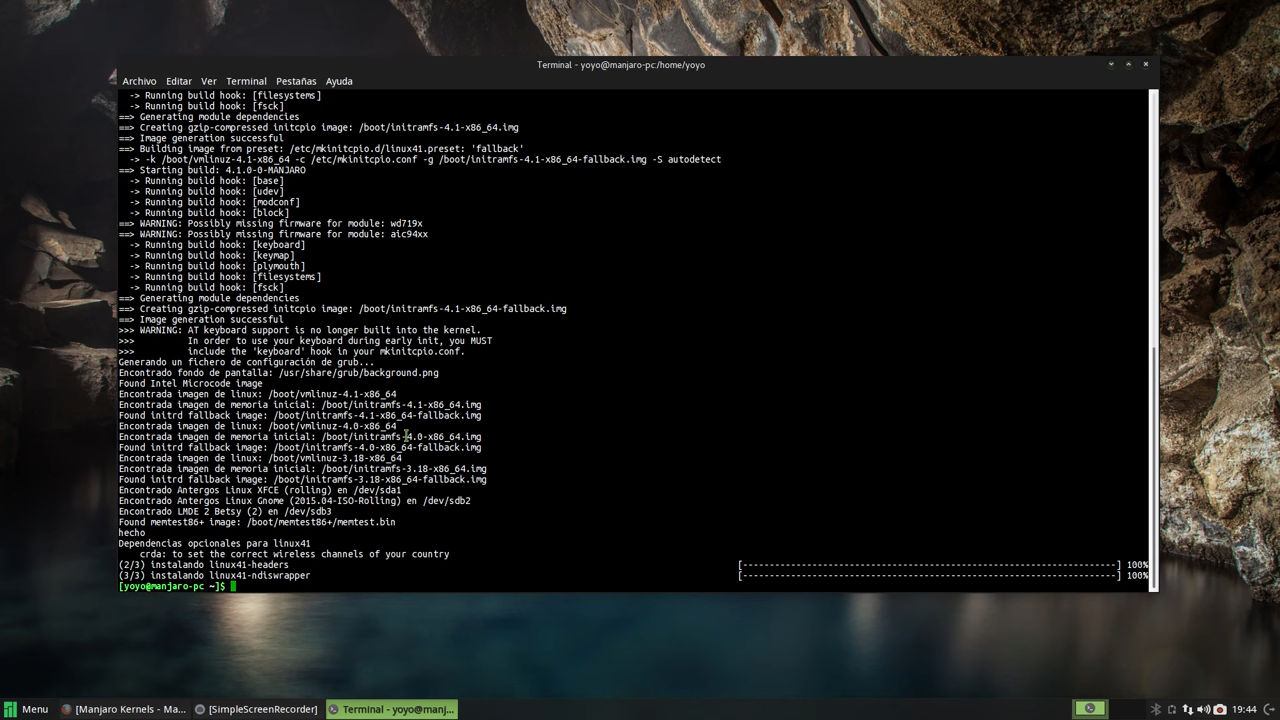 Terminal - yoyo@manjaro-pc:/home/yoyo
Archivo Editar Ver Terminal Pestañas Ayuda
-> Running build hook: [filesystems]
-> Running build hook: [fsck]
==> Generating module dependencies
==> Creating gzip-compressed initcpio image: /boot/initramfs-4.1-x86_64.img
==> Image generation successful
==> Building image from preset: /etc/mkinitcpio.d/linux41.preset: 'fallback'
-> -k /boot/vmlinuz-4.1-x86_64 -c /etc/mkinitcpio.conf -g /boot/initramfs-4.1-x86_64-fallback.img -S autodetect
==> Starting build: 4.1.0-0-MANJARO
-> Running build hook: [base]
-> Running build hook: [udev]
-> Running build hook: [modconf]
-> Running build hook: [block]
==> WARNING: Possibly missing firmware for module: wd719x
==> WARNING: Possibly missing firmware for module: aic94xx
-> Running build hook: [keyboard]
-> Running build hook: [keymap]
-> Running build hook: [plymouth]
-> Running build hook: [filesystems]
-> Running build hook: [fsck]
==> Generating module dependencies
==> Creating gzip-compressed initcpio image: /boot/initramfs-4.1-x86_64-fallback.img
==> Image generation successful
>>> WARNING: AT keyboard support is no longer built into the kernel.
>>> In order to use your keyboard during early init, you MUST
>>> include the 'keyboard' hook in your mkinitcpio.conf.
Generando un fichero de configuración de grub...
Encontrado fondo de pantalla: /usr/share/grub/background.png
Found Intel Microcode image
Encontrada imagen de linux: /boot/vmlinuz-4.1-x86_64
Encontrada imagen de memoria inicial: /boot/initramfs-4.1-x86_64.img
Found initrd fallback image: /boot/initramfs-4.1-x86_64-fallback.img
Encontrada imagen de linux: /boot/vmlinuz-4.0-x86_64
Encontrada imagen de memoria inicial: /boot/initramfs-4.0-x86_64.img
Found initrd fallback image: /boot/initramfs-4.0-x86_64-fallback.img
Encontrada imagen de linux: /boot/vmlinuz-3.18-x86_64
Encontrada imagen de memoria inicial: /boot/initramfs-3.18-x86_64.img
Found initrd fallback image: /boot/initramfs-3.18-x86_64-fallback.img
Encontrado Antergos Linux XFCE (rolling) en /dev/sda1
Encontrado Antergos Linux Gnome (2015.04-ISO-Rolling) en /dev/sdb2
Encontrado LMDE 2 Betsy (2) en /dev/sdb3
Found memtest86+ image: /boot/memtest86+/memtest.bin
hecho
Dependencias opcionales para linux41
crda: to set the correct wireless channels of your country
(2/3) instalando linux41-headers [----------------------------------------------------------------------] 100%
(3/3) instalando linux41-ndiswrapper [----------------------------------------------------------------------] 100%
[yoyo@manjaro-pc ~]$
Menu [Manjaro Kernels - Ma... [SimpleScreenRecorder] Terminal - yoyo@manj... 19:44